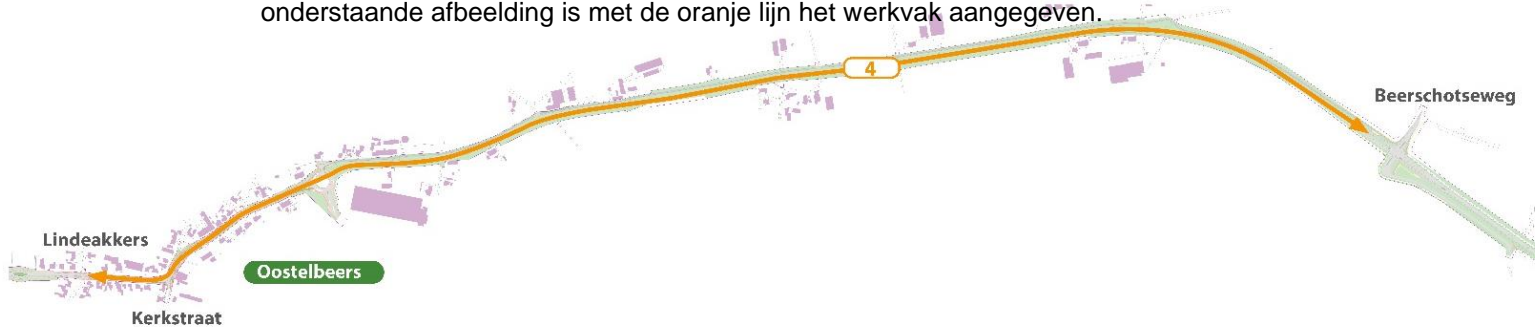 onderstaande afbeelding is met de oranje lijn het werkvak aangegeven.
4
Beerschotseweg
Lindeakkers
Oostelbeers
Kerkstraat